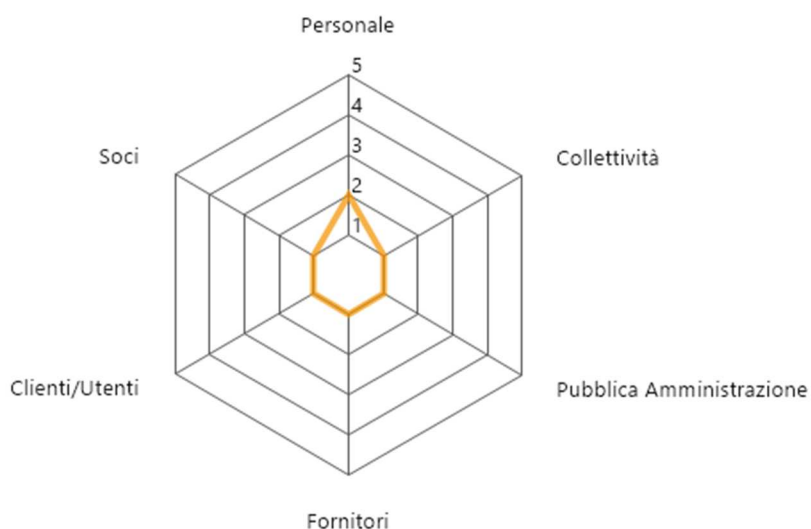 Personale
5
4
3
2
1
Soci
Collettività
Clienti/Utenti
Pubblica Amministrazione
Fornitori